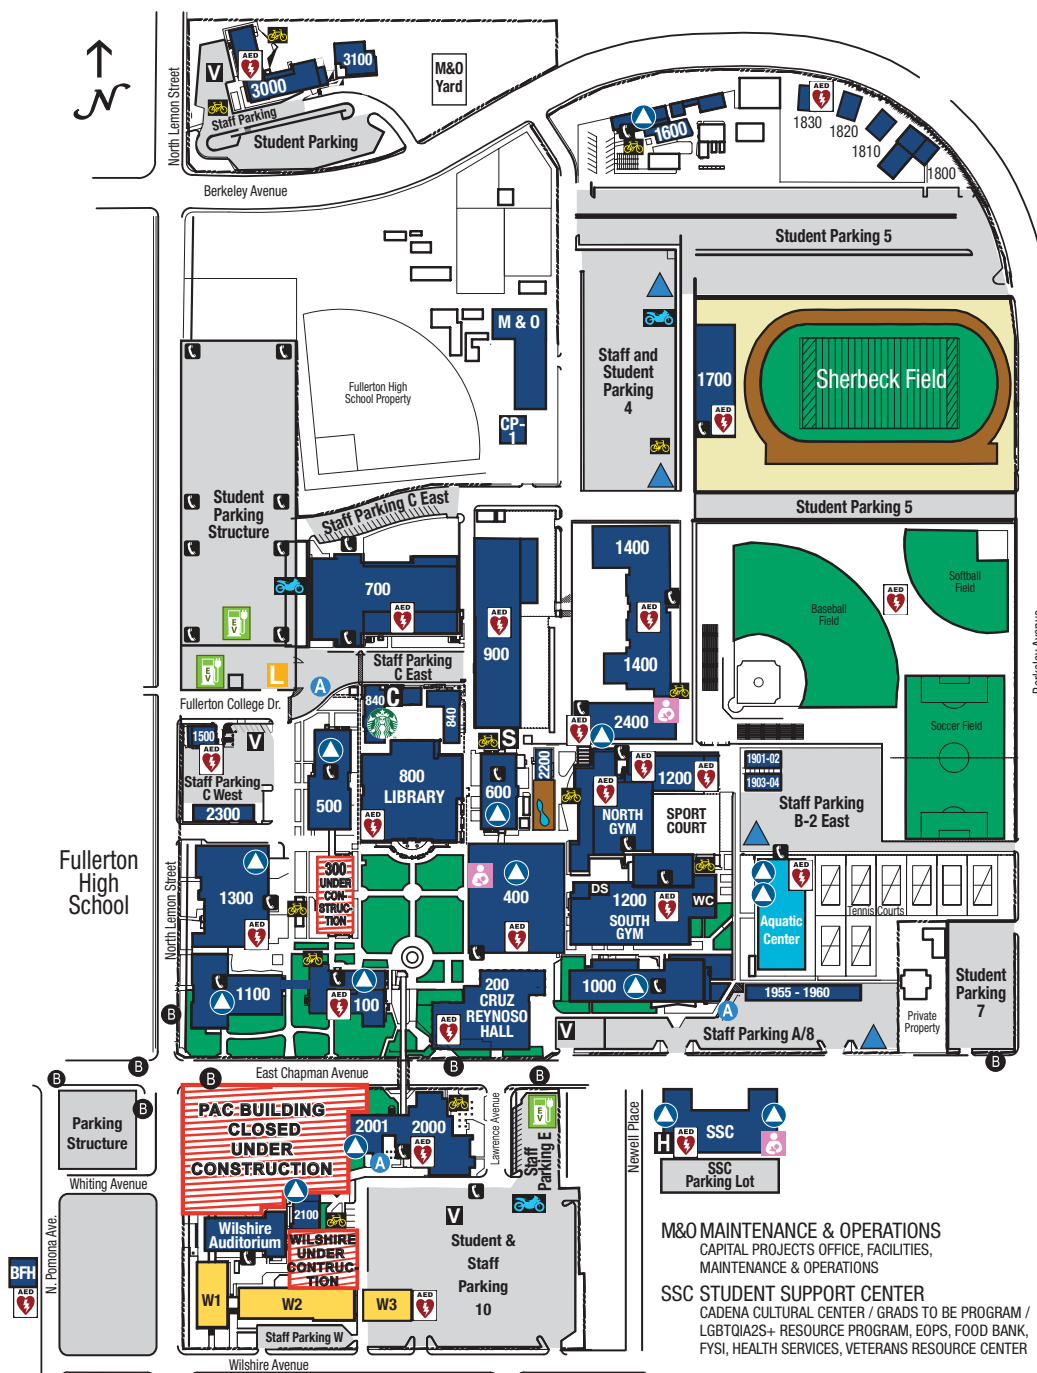 N
North Lemon Street
V
AED
3000
3100
Staff Parking
Student Parking
M&O
Yard
Berkeley Avenue
1600
AED
1830
1820
1810
1800
Student Parking 5
M & O
CP-
1
Fullerton High
School Property
Staff and
Student
Parking
4
1700
AED
Sherbeck Field
Student Parking 5
Student
Parking
Structure
Staff Parking C East
700
AED
EV
EV
L
A
Staff Parking
C East
Fullerton College Dr.
900
AED
1400
AED
1400
2400
AED
Baseball
Field
AED
Softball
Field
Soccer Field
Berkeley Avenue
1500
AED
V
Staff Parking
C West
2300
500
840
C
840
800
LIBRARY
AED
S
600
2200
AED
NORTH
GYM
AED
1200
AED
SPORT
COURT
1901-02
1903-04
Staff Parking
B-2 East
Fullerton
High
School
North Lemon Street
1300
AED
300
UNDER
CON-
STRUC-
TION
400
AED
DS
1200
SOUTH
GYM
AED
WC
AED
Aquatic
Center
Tennis Courts
1100
AED
100
200
CRUZ
REYNOSO
HALL
AED
1000
1955 - 1960
A
Private
Property
Student
Parking
7
V
Staff Parking A/8
B
B
B
B
B
B
B
B
East Chapman Avenue
Parking
Structure
PAC BUILDING
CLOSED
UNDER
CONSTRUCTION
2001
2000
A
AED
Lawrence Avenue
EV
Staff
Parking E
Newell Place
H
AED
SSC
SSC
Parking Lot
Whiting Avenue
N. Pomona Ave.
2100
Wilshire
Auditorium
WILSHIRE
UNDER
CONTRUC-
TION
V
Student &
Staff
Parking
10
BFH
AED
W1
W2
W3
AED
Staff Parking W
Wilshire Avenue
M&O MAINTENANCE & OPERATIONS
CAPITAL PROJECTS OFFICE, FACILITIES,
MAINTENANCE & OPERATIONS
SSC STUDENT SUPPORT CENTER
CADENA CULTURAL CENTER / GRADS TO BE PROGRAM /
LGBTQIA2S+ RESOURCE PROGRAM, EOPS, FOOD BANK,
FYSI, HEALTH SERVICES, VETERANS RESOURCE CENTER